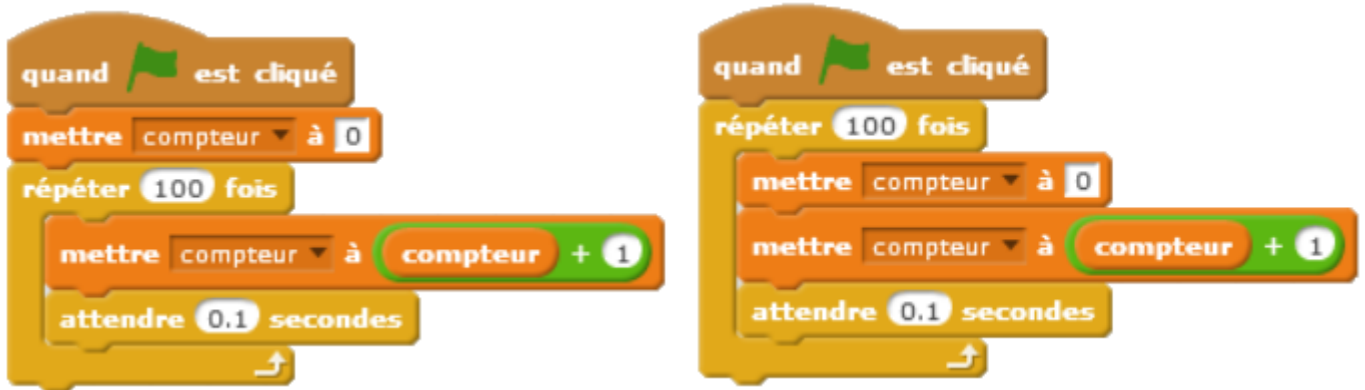 quand est cliqué
mettre compteur à 0
répéter 100 fois
mettre compteur à compteur + 1
attendre 0.1 secondes
quand est cliqué
répéter 100 fois
mettre compteur à 0
mettre compteur à compteur + 1
attendre 0.1 secondes